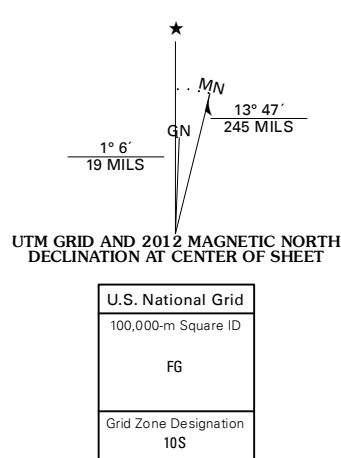 ★
MN
GN
13° 47´
245 MILS
1° 6´
19 MILS
UTM GRID AND 2012 MAGNETIC NORTH
DECLINATION AT CENTER OF SHEET
U.S. National Grid
100,000-m Square ID
FG
Grid Zone Designation
10S